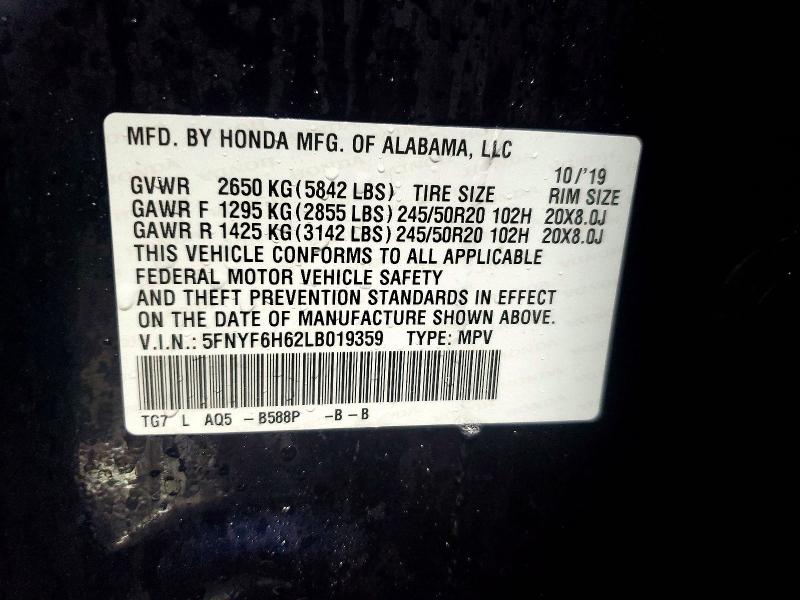 MFD. BY HONDA MFG. OF ALABAMA, LLC
10/'19
GVWR 2650 KG(5842 LBS) TIRE SIZE RIM SIZE
GAWR F 1295 KG(2855 LBS) 245/50R20 102H 20X8.0J
GAWR R 1425 KG(3142 LBS) 245/50R20 102H 20X8.0J
THIS VEHICLE CONFORMS TO ALL APPLICABLE
FEDERAL MOTOR VEHICLE SAFETY
AND THEFT PREVENTION STANDARDS IN EFFECT
ON THE DATE OF MANUFACTURE SHOWN ABOVE.
V.I.N.: 5FNYF6H62LB019359 TYPE: MPV
TG7 L AQ5 - B588P -B - B